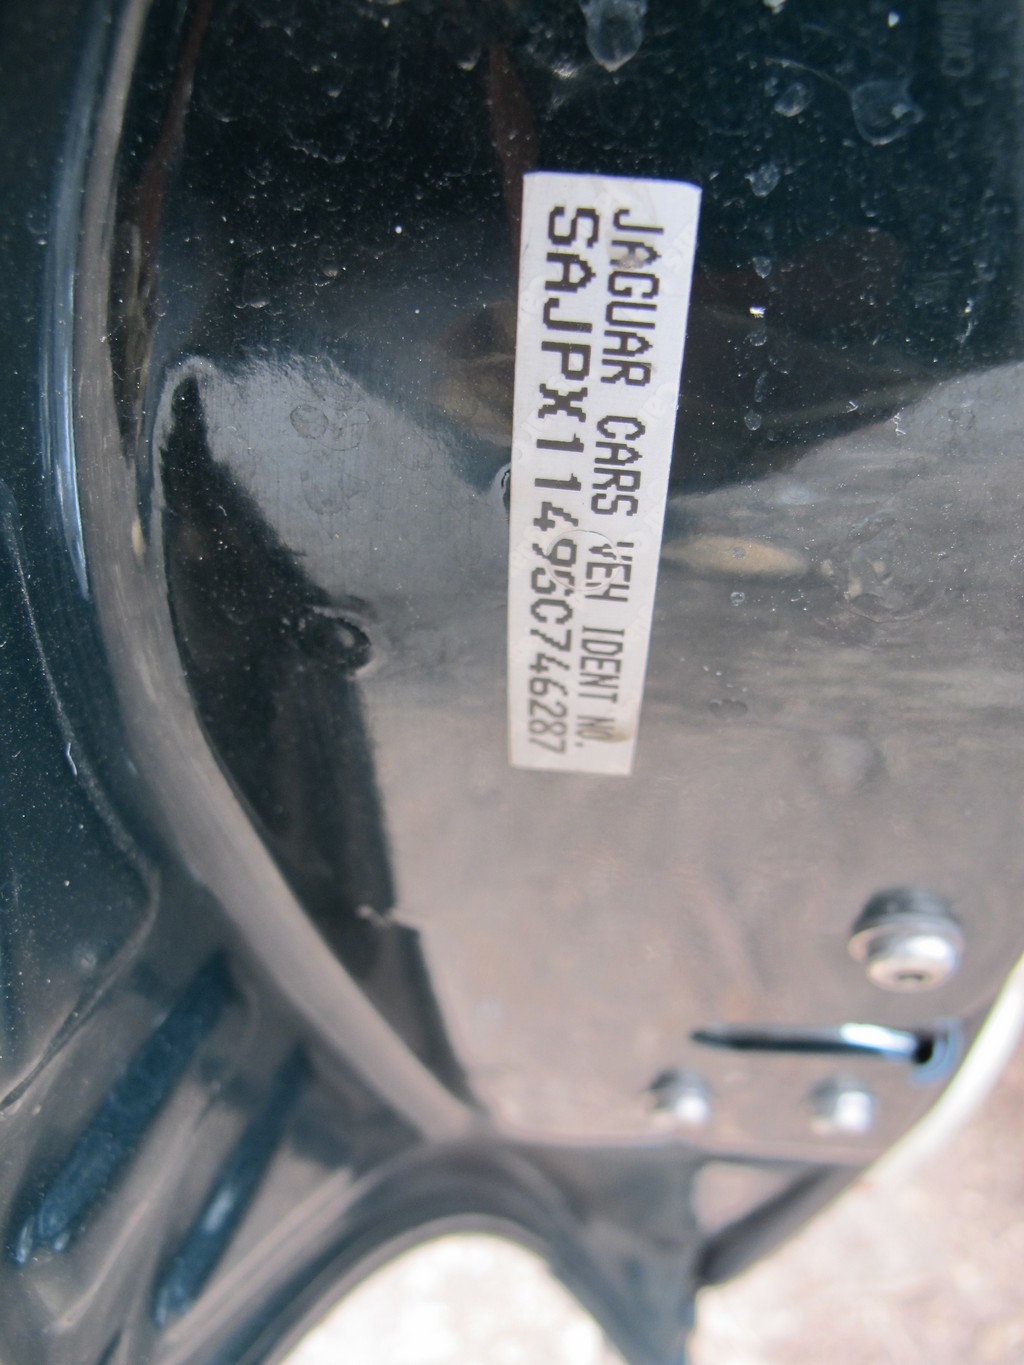 JAGUAR CARS VEH IDENT NO.
SAJPX1149SC746287